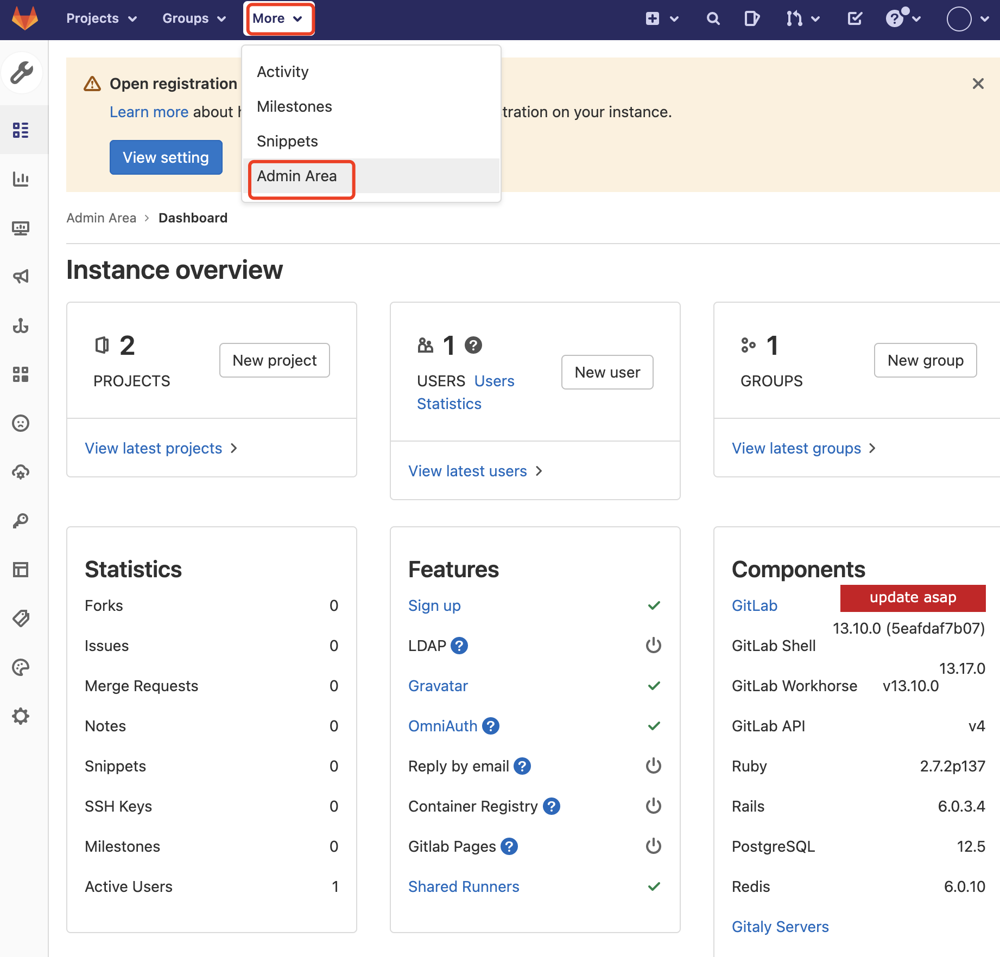 Projects Groups More
Activity
Milestones
Snippets
Admin Area
Open registration
Learn more about tration on your instance.
View setting
Admin Area > Dashboard
Instance overview
2
PROJECTS
New project
View latest projects
1
USERS Users
Statistics
New user
View latest users
1
GROUPS
New group
View latest groups
Statistics
Forks 0
Issues 0
Merge Requests 0
Notes 0
Snippets 0
SSH Keys 0
Milestones 0
Active Users 1
Features
Sign up
LDAP ?
Gravatar
OmniAuth ?
Reply by email ?
Container Registry ?
Gitlab Pages ?
Shared Runners
Components
GitLab update asap
13.10.0 (5eafdaf7b07)
GitLab Shell
13.17.0
GitLab Workhorse v13.10.0
GitLab API v4
Ruby 2.7.2p137
Rails 6.0.3.4
PostgreSQL 12.5
Redis 6.0.10
Gitaly Servers